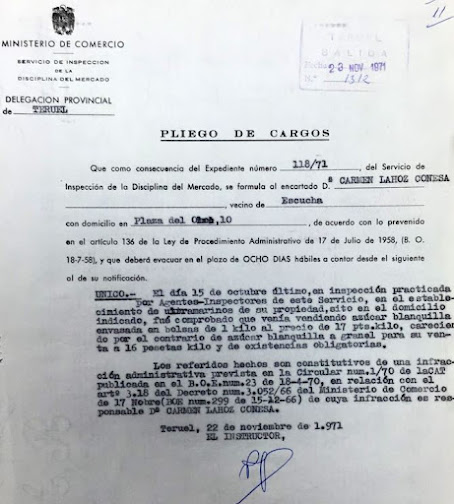 11
MINISTERIO DE COMERCIO
SERVICIO DE INSPECCION
DE LA
DISCIPLINA DEL MERCADO
DELEGACION PROVINCIAL
de TERUEL
TERUEL
SALIDA
Fecha 23 NOV 1971
N.º 1312
PLIEGO DE CARGOS
Que como consecuencia del Expediente número 118/71, del Servicio de
Inspección de la Disciplina del Mercado, se formula al encartado D.ª CARMEN LAHOZ CONESA
, vecino de Escucha
con domicilio en Plaza del ,10 , de acuerdo con lo prevenido
en el artículo 136 de la Ley de Procedimiento Administrativo de 17 de Julio de 1958, (B. O.
18-7-58), y que deberá evacuar en el plazo de OCHO DIAS hábiles a contar desde el siguiente
al de su notificación.
UNICO.- El día 15 de octubre último,en inspección practicada
por Agentes-Inspectores de este Servicio, en el estable-
cimiento de ultramarinos de su propiedad,sito en el domicilio
indicado, fué comprobado que venía vendiendo azúcar blanquilla
envasada en bolsas de 1 kilo al precio de 17 pts.kilo, carecien
do por el contrario de azúcar blanquilla a granel para su ven
ta a 16 pesetas kilo y de existencias obligatorias.
Los referidos hechos son constitutivos de una infrac
ción administrativa prevista en la Circular num.1/70 de laCAT
publicada en el B.O.E.num.23 de 18-4-70, en relación con el
artº 3.18 del Decreto num.3.052/66 del Ministerio de Comercio
de 17 Nobre(BOE num.299 de 15-12-66) de cuya infracción es res-
ponsable Dª CARMEN LAHOZ CONESA.
Teruel, 22 de noviembre de 1.971
EL INSTRUCTOR,